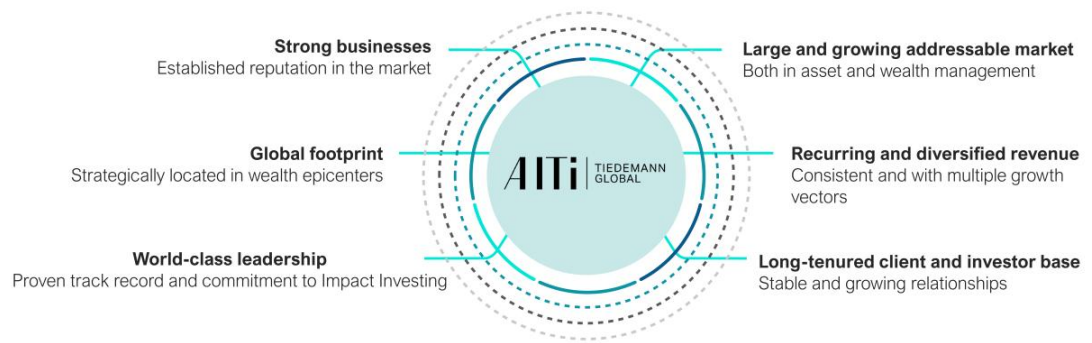 Strong businesses
Established reputation in the market
Global footprint
Strategically located in wealth epicenters
World-class leadership
Proven track record and commitment to Impact Investing
AlTi
TIEDEMANN
GLOBAL
Large and growing addressable market
Both in asset and wealth management
Recurring and diversified revenue
Consistent and with multiple growth
vectors
Long-tenured client and investor base
Stable and growing relationships